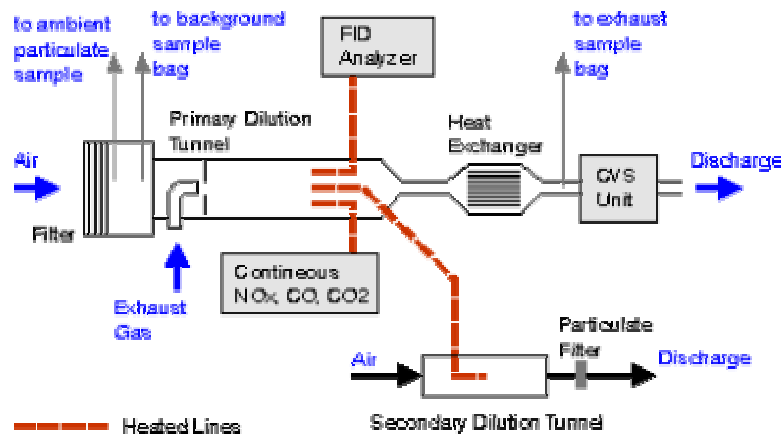 to ambient
particulate
sample
to background
sample
bag
FID
Analyzer
to exhaust
sample
bag
Primary Dilution
Tunnel
Heat
Exchanger
Air
Discharge
CVS
Unit
Filter
Exhaust
Gas
Contineous
NOx, CO, CO2
Particulate
Filter
Air
Discharge
Heated Lines
Secondary Dilution Tunnel